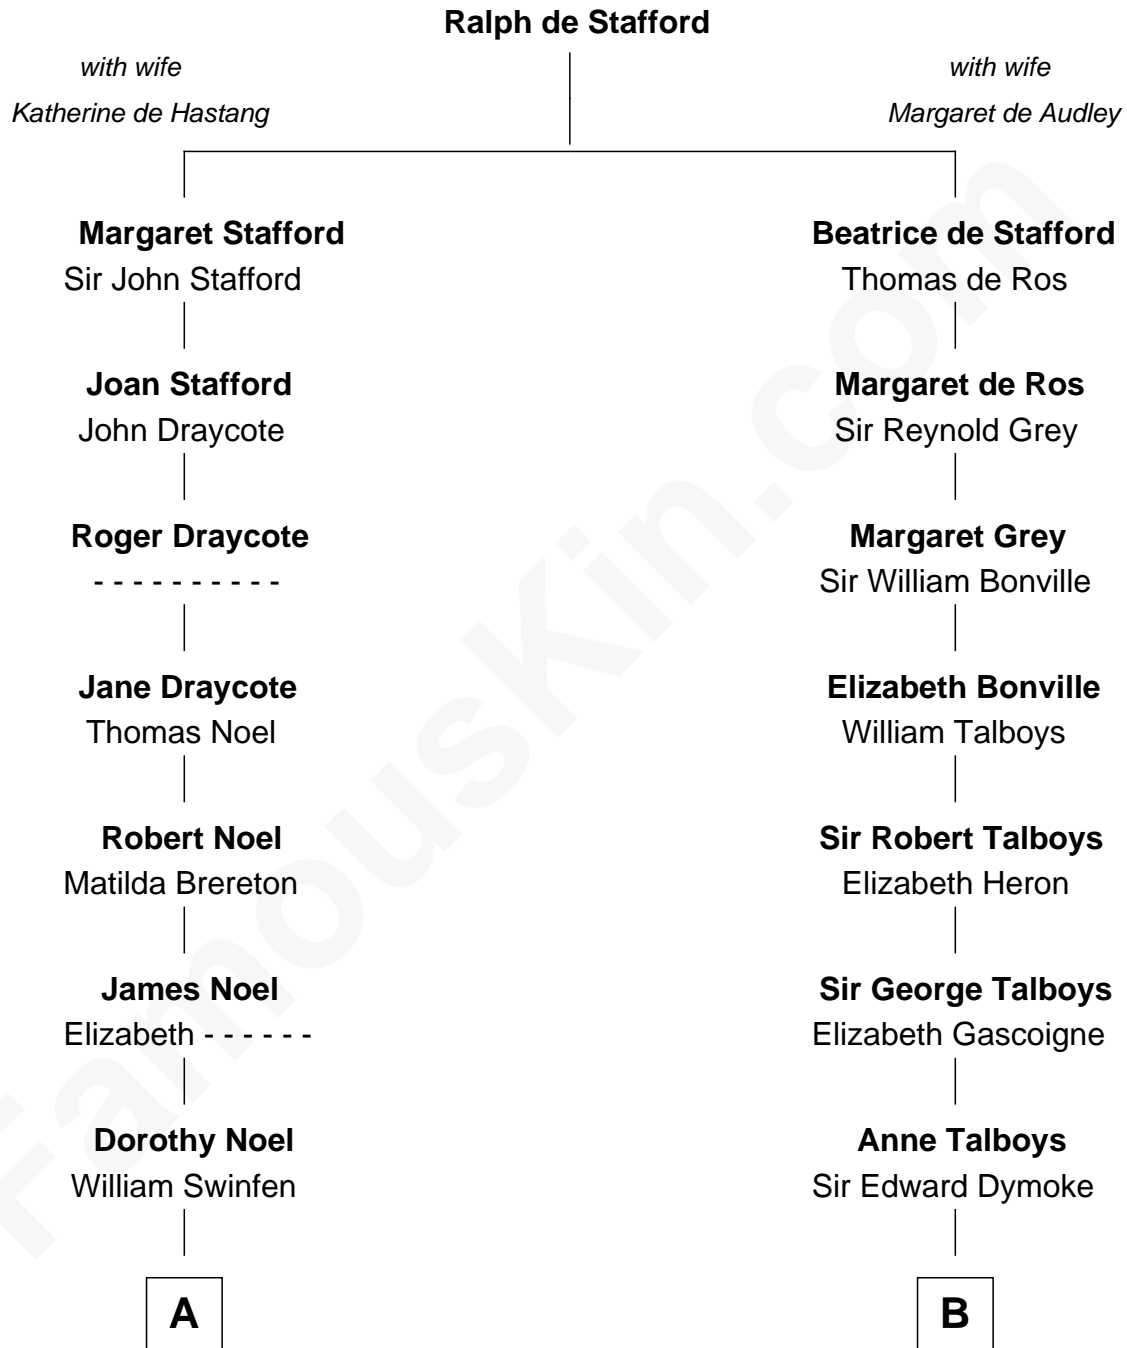 Ralph de Stafford
with wife
Katherine de Hastang
with wife
Margaret de Audley
Margaret Stafford
Sir John Stafford
Beatrice de Stafford
Thomas de Ros
Joan Stafford
John Draycote
Margaret de Ros
Sir Reynold Grey
Roger Draycote
- - - - - - - - - -
Margaret Grey
Sir William Bonville
Jane Draycote
Thomas Noel
Elizabeth Bonville
William Talboys
Robert Noel
Matilda Brereton
Sir Robert Talboys
Elizabeth Heron
James Noel
Elizabeth - - - - - -
Sir George Talboys
Elizabeth Gascoigne
Dorothy Noel
William Swinfen
Anne Talboys
Sir Edward Dymoke
A
B
FamousKin.com